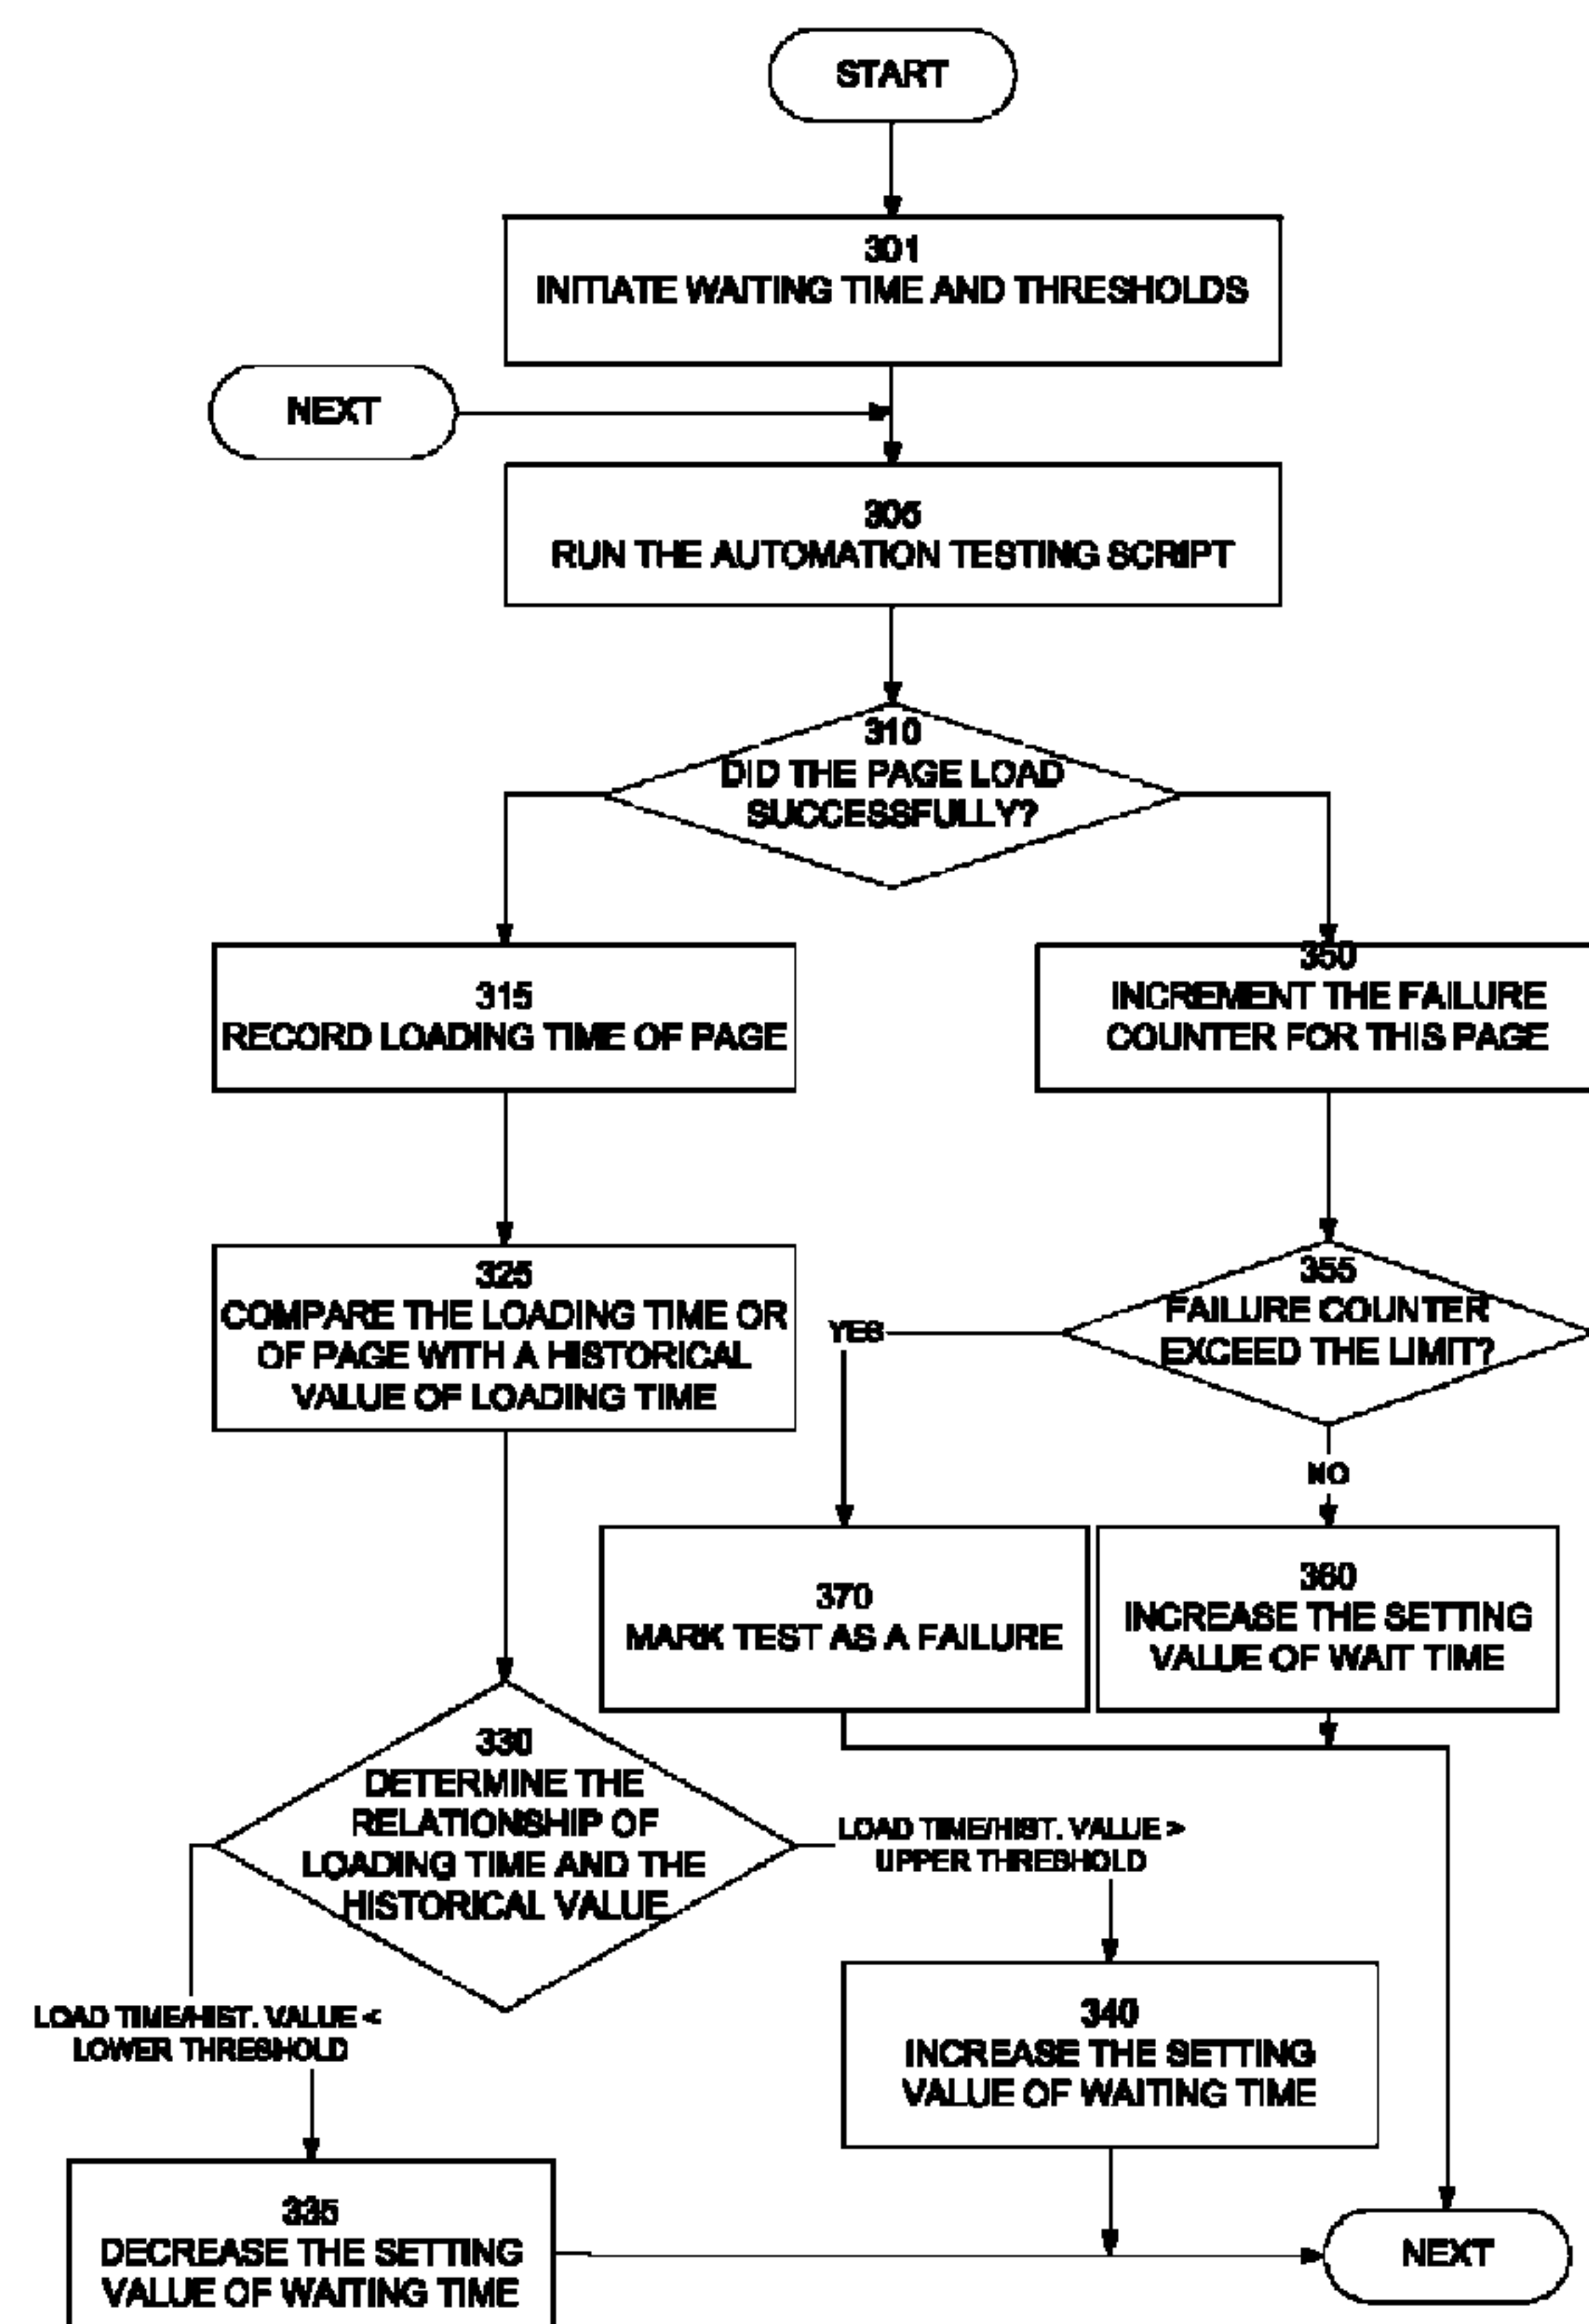 START
301
INITIATE WAITING TIME AND THRESHOLDS
NEXT
305
RUN THE AUTOMATION TESTING SCRIPT
310
DID THE PAGE LOAD
SUCCESSFULLY?
315
RECORD LOADING TIME OF PAGE
350
INCREMENT THE FAILURE
COUNTER FOR THIS PAGE
325
COMPARE THE LOADING TIME OR
OF PAGE WITH A HISTORICAL
VALUE OF LOADING TIME
355
FAILURE COUNTER
EXCEED THE LIMIT?
YES
NO
370
MARK TEST AS A FAILURE
360
INCREASE THE SETTING
VALUE OF WAIT TIME
330
DETERMINE THE
RELATIONSHIP OF
LOADING TIME AND THE
HISTORICAL VALUE
LOAD TIME/HIST. VALUE >
UPPER THRESHOLD
LOAD TIME/HIST. VALUE <
LOWER THRESHOLD
340
INCREASE THE SETTING
VALUE OF WAITING TIME
335
DECREASE THE SETTING
VALUE OF WAITING TIME
NEXT